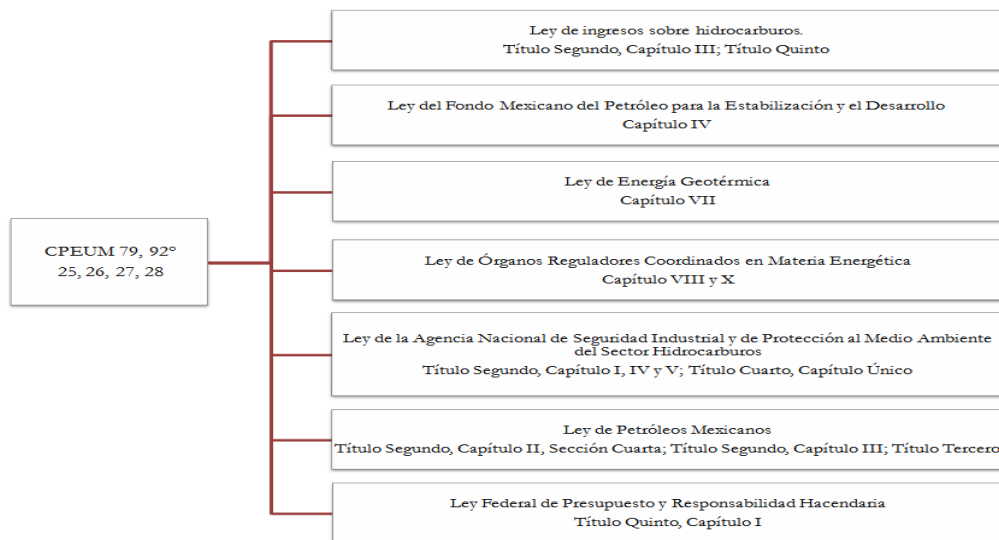 Ley de ingresos sobre hidrocarburos.
Título Segundo, Capítulo III; Título Quinto
Ley del Fondo Mexicano del Petróleo para la Estabilización y el Desarrollo
Capítulo IV
Ley de Energía Geotérmica
Capítulo VII
CPEUM 79, 92°
25, 26, 27, 28
Ley de Órganos Reguladores Coordinados en Materia Energética
Capítulo VIII y X
Ley de la Agencia Nacional de Seguridad Industrial y de Protección al Medio Ambiente
del Sector Hidrocarburos
Título Segundo, Capítulo I, IV y V; Título Cuarto, Capítulo Único
Ley de Petróleos Mexicanos
Título Segundo, Capítulo II, Sección Cuarta; Título Segundo, Capítulo III; Título Tercero
Ley Federal de Presupuesto y Responsabilidad Hacendaria
Título Quinto, Capítulo I